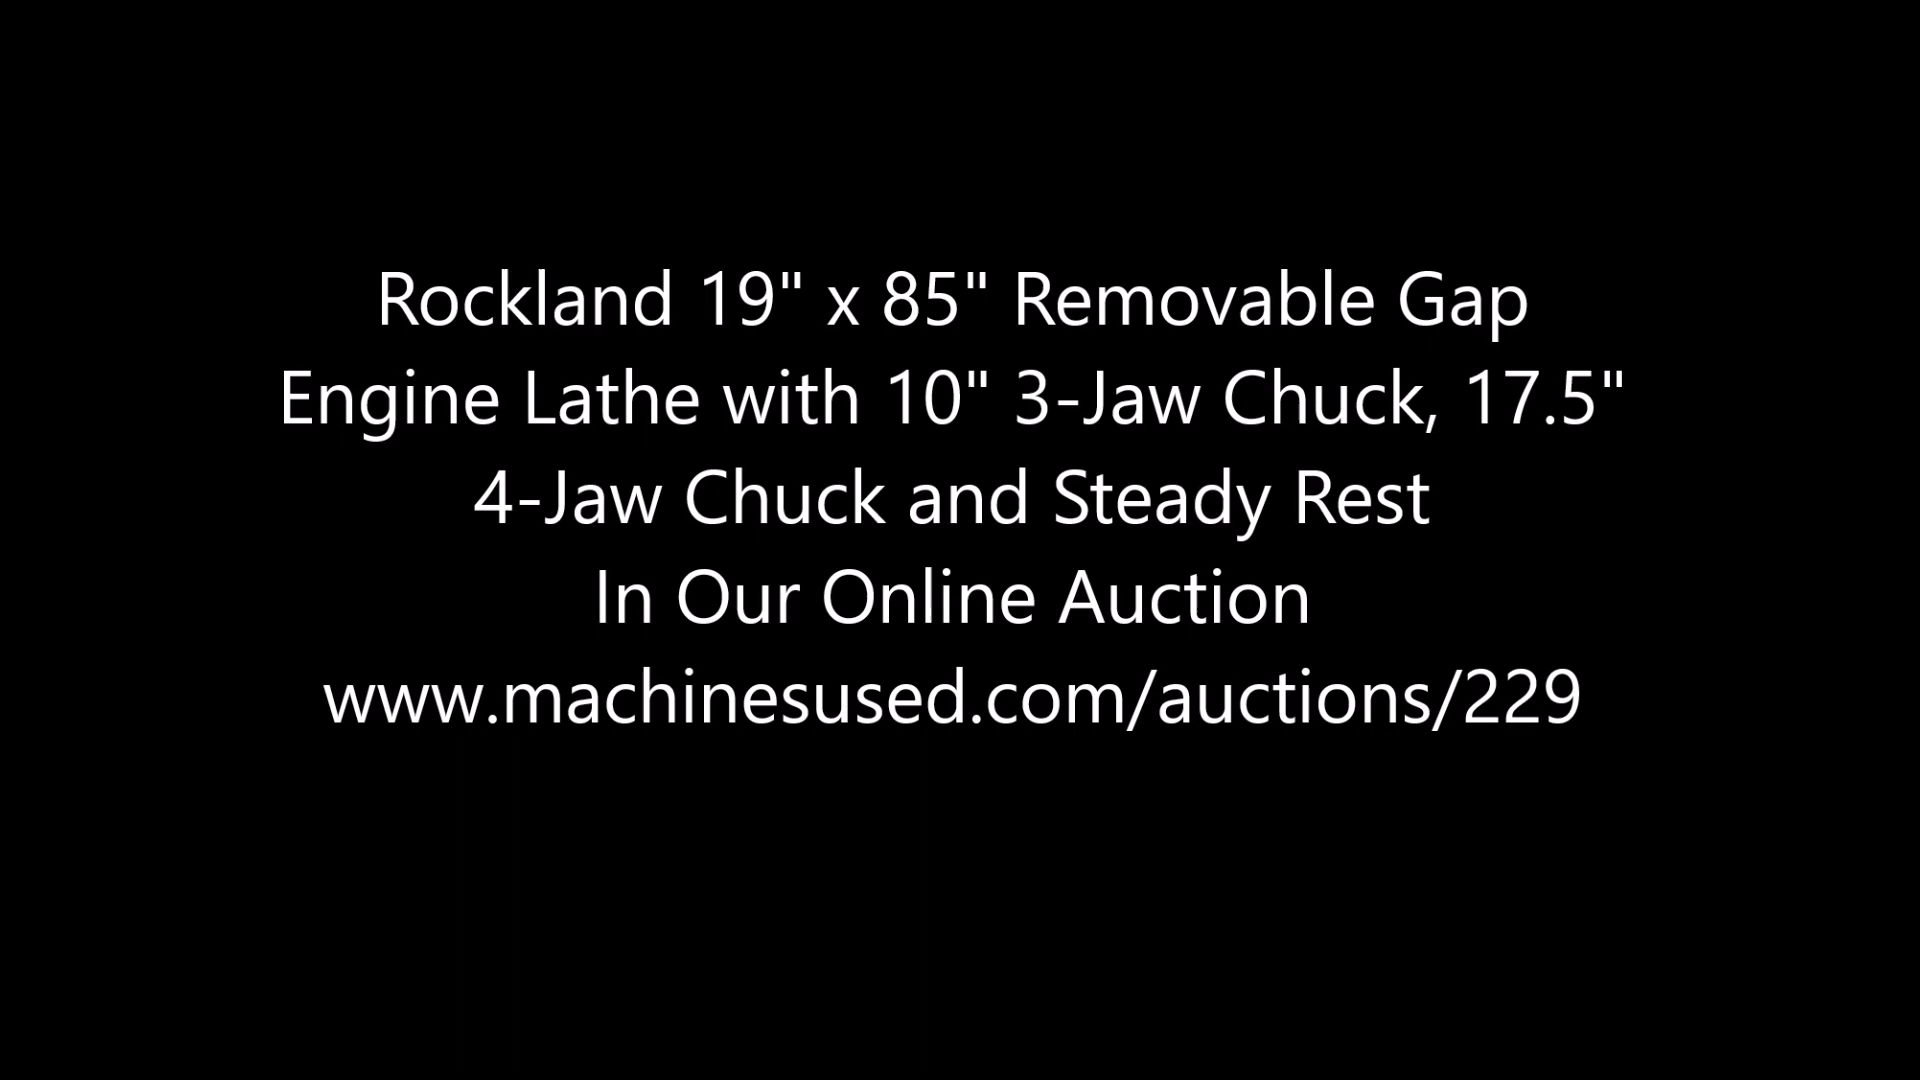 Rockland 19" x 85" Removable Gap
Engine Lathe with 10" 3-Jaw Chuck, 17.5"
4-Jaw Chuck and Steady Rest
In Our Online Auction
www.machinesused.com/auctions/229